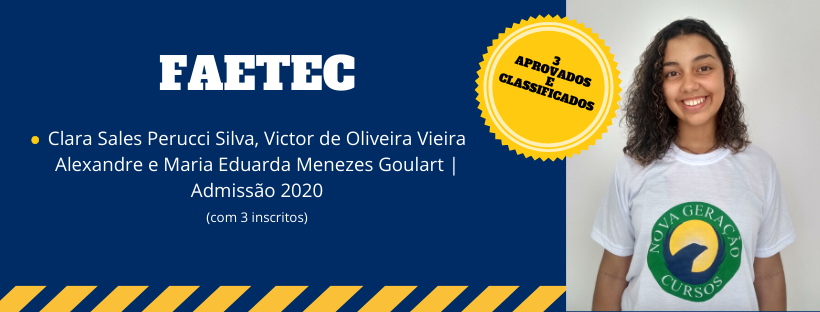 FAETEC
Clara Sales Perucci Silva, Victor de Oliveira Vieira
Alexandre e Maria Eduarda Menezes Goulart |
Admissão 2020
(com 3 inscritos)
3
APROVADOS
E
CLASSIFICADOS
NOVA GERAÇÃO
CURSOS